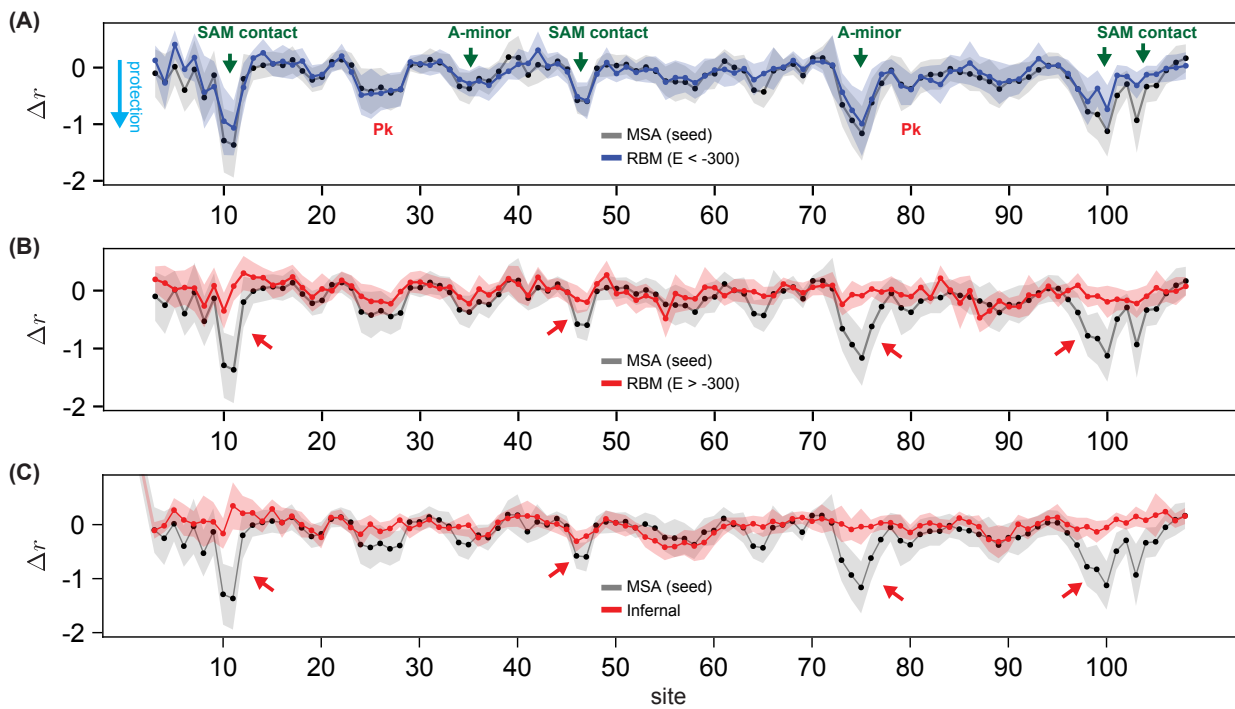 (A)
SAM contact
A-minor
SAM contact
A-minor
SAM contact
0
-1
-2
Δr
protection
Pk
Pk
MSA (seed)
RBM (E < -300)
10 20 30 40 50 60 70 80 90 100
(B)
0
-1
-2
Δr
MSA (seed)
RBM (E > -300)
10 20 30 40 50 60 70 80 90 100
(C)
0
-1
-2
Δr
MSA (seed)
Infernal
10 20 30 40 50 60 70 80 90 100
site